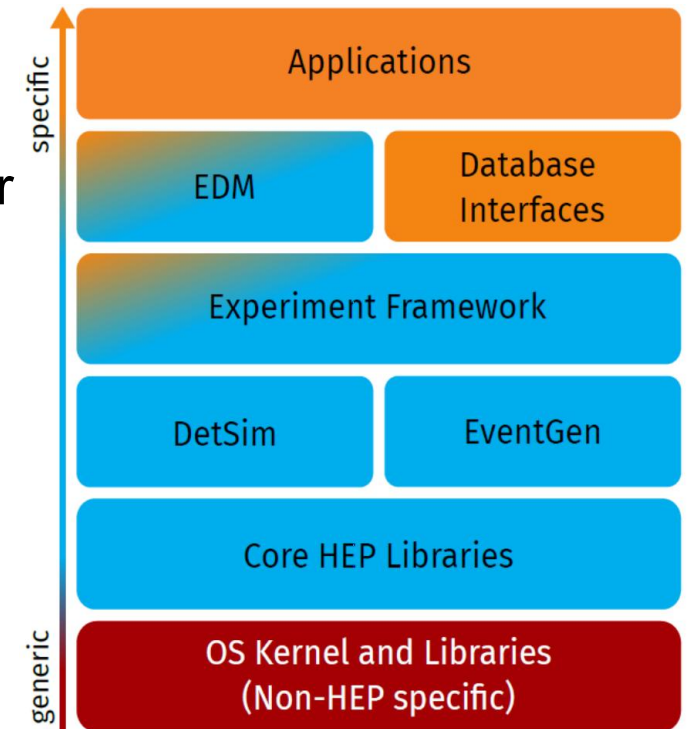 specific
Applications
r
EDM
Database
Interfaces
Experiment Framework
DetSim
EventGen
Core HEP Libraries
generic
OS Kernel and Libraries
(Non-HEP specific)